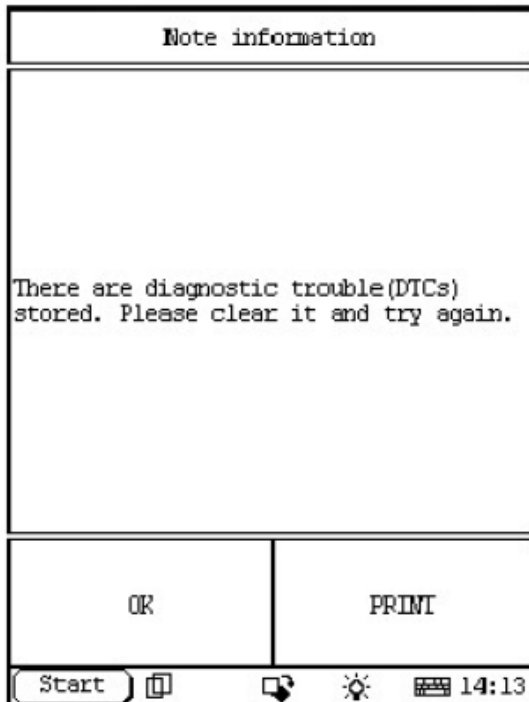 Note information
There are diagnostic trouble(DTCs)
stored. Please clear it and try again.
OK
PRINT
Start
14:13